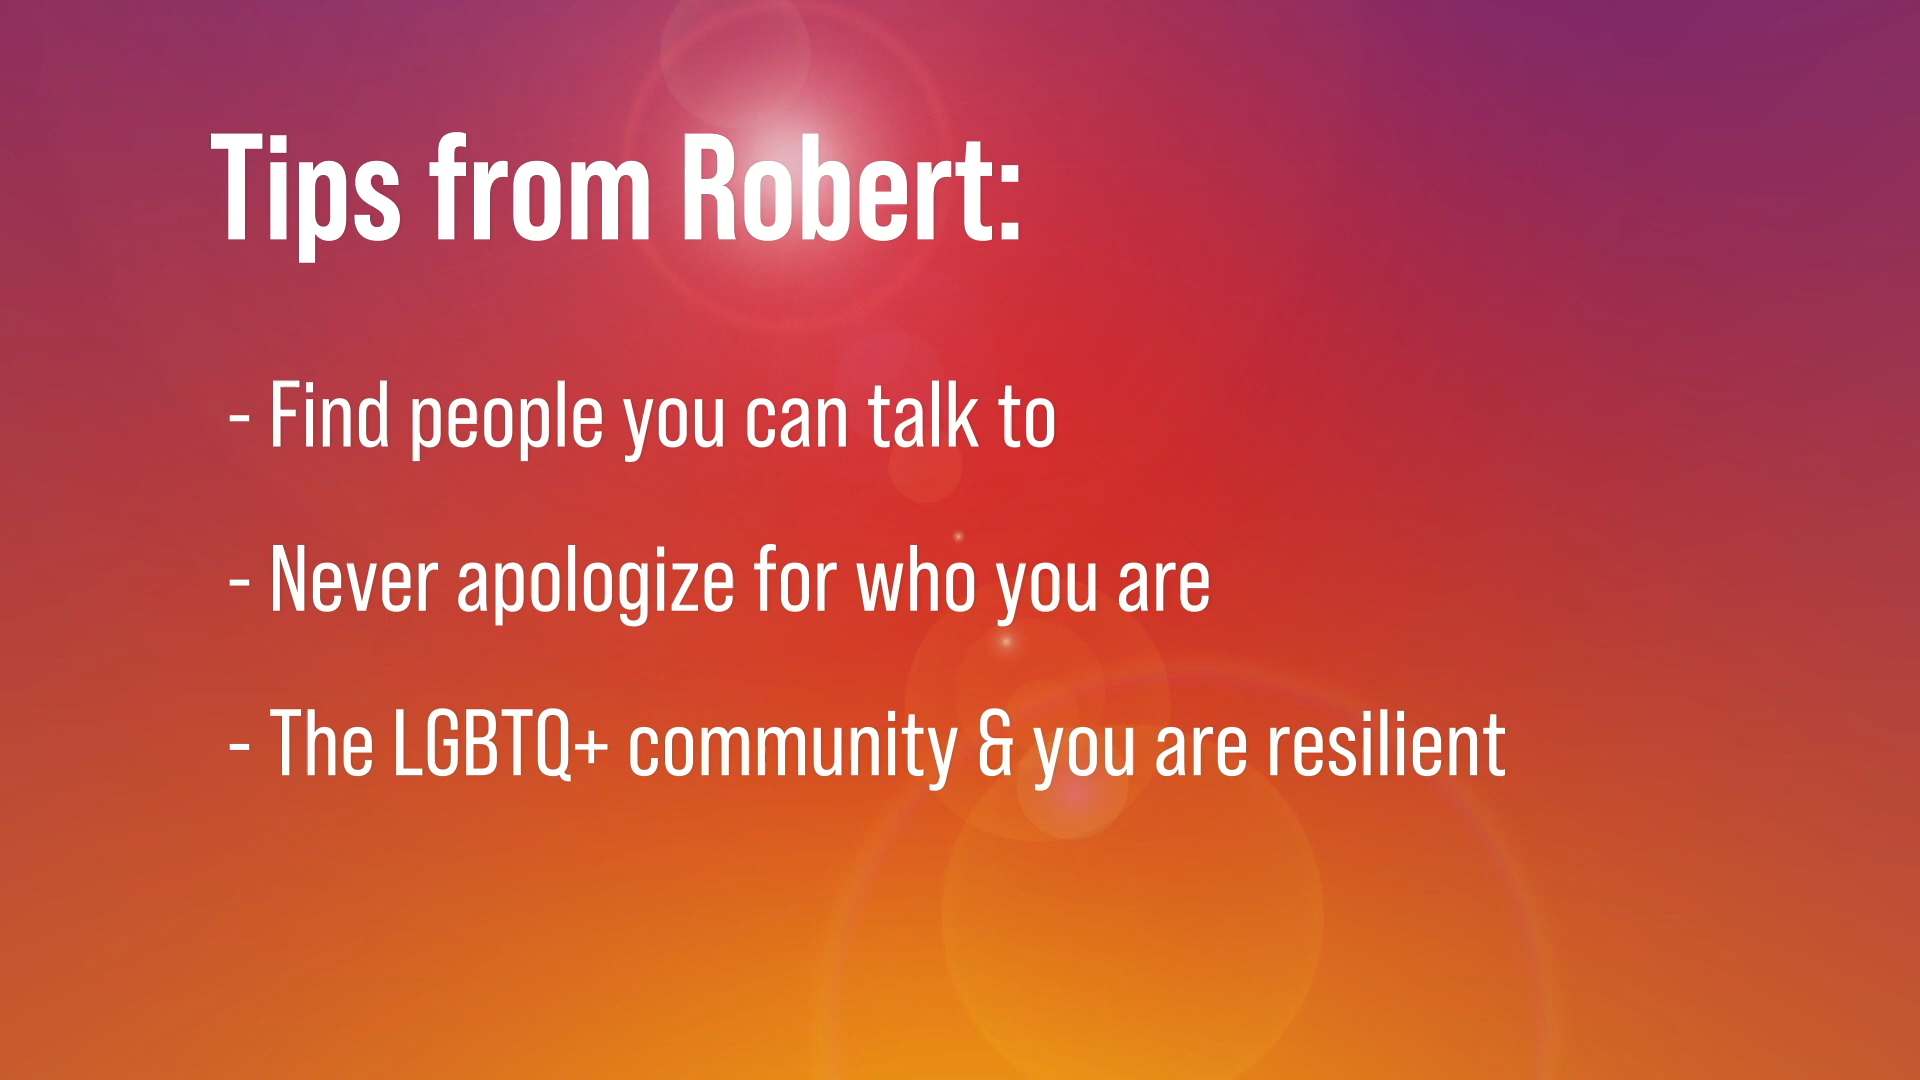 Tips from Robert:
- Find people you can talk to
- Never apologize for who you are
- The LGBTQ+ community & you are resilient